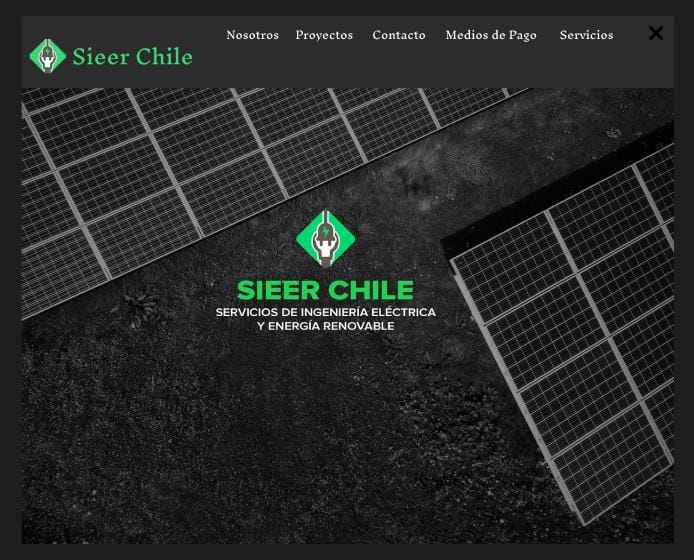 Nosotros Proyectos Contacto Medios de Pago Servicios
Sieer Chile
SIEER CHILE
SERVICIOS DE INGENIERÍA ELÉCTRICA
Y ENERGÍA RENOVABLE